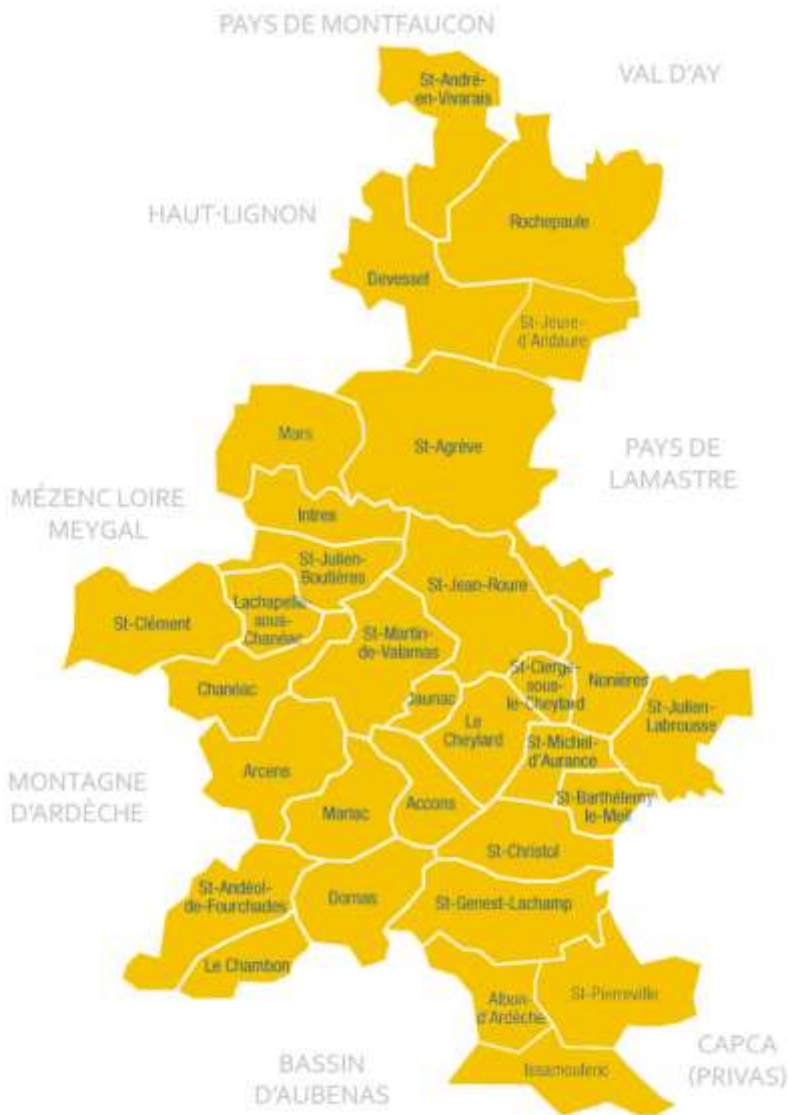 PAYS DE MONTFAUCON
VAL D'AY
St-André-
en-Vivarais
HAUT-LIGNON
Rochepaule
Devesset
St-Jeure-
d'Andaure
Mars
St-Agrève
PAYS DE
LAMASTRE
MÉZENC LOIRE
MEYGAL
Intres
St-Julien-
Boutières
St-Jean-Roure
Lachapelle-
sous-
Chanéac
St-Clément
St-Martin-
de-Valamas
Chanéac
Jaunac
St-Cierge-
sous-
le-Cheylard
Nonières
St-Julien-
Labrousse
Le
Cheylard
St-Michel-
d'Aurance
Arcens
MONTAGNE
D'ARDÈCHE
Mariac
Accons
St-Barthélemy-
le-Meil
St-Christol
St-Andéol-
de-Fourchades
Dornas
St-Genest-Lachamp
Le Chambon
Albon-
d'Ardèche
St-Pierreville
BASSIN
D'AUBENAS
Issamoulenc
CAPCA
(PRIVAS)